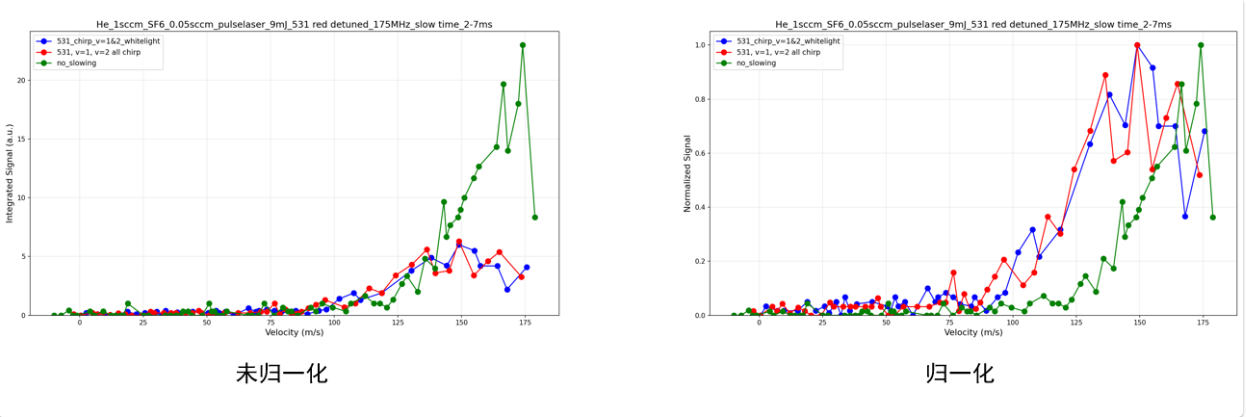 He_1sccm_SF6_0.05sccm_pulselaser_9mJ_531 red detuned_175MHz_slow time_2-7ms
531_chirp_v=1&2_whitelight
531, v=1, v=2 all chirp
no_slowing
Integrated Signal (a.u.)
20
15
10
5
0
0
25
50
75
100
125
150
175
Velocity (m/s)
未归一化
He_1sccm_SF6_0.05sccm_pulselaser_9mJ_531 red detuned_175MHz_slow time_2-7ms
531_chirp_v=1&2_whitelight
531, v=1, v=2 all chirp
no_slowing
Normalized Signal
1.0
0.8
0.6
0.4
0.2
0.0
0
25
50
75
100
125
150
175
Velocity (m/s)
归一化